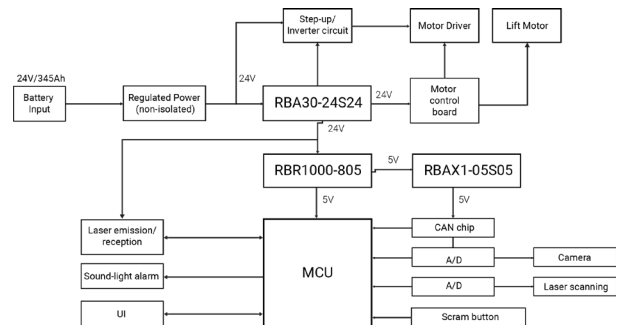 Step-up/
Inverter circuit
Motor Driver
Lift Motor
24V/345Ah
Battery
Input
Regulated Power
(non-isolated)
24V
RBA30-24S24
24V
Motor
control
board
24V
RBR1000-805
5V
RBAX1-05S05
5V
5V
Laser emission/
reception
MCU
CAN chip
A/D
Camera
Sound-light alarm
A/D
Laser scanning
UI
Scram button